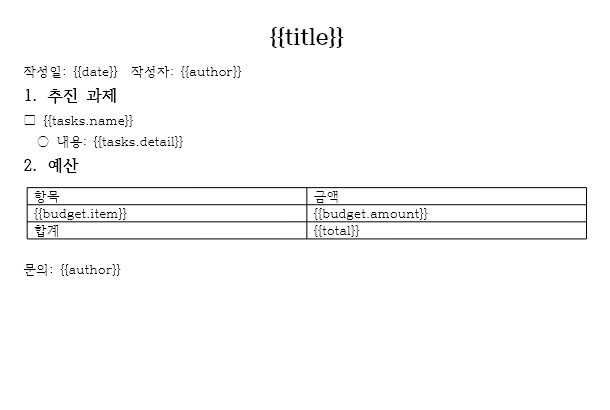 {{title}}
작성일: {{date}} 작성자: {{author}}
1. 추진 과제
□ {{tasks.name}}
○ 내용: {{tasks.detail}}
2. 예산
항목 금액
{{budget.item}} {{budget.amount}}
합계 {{total}}
문의: {{author}}